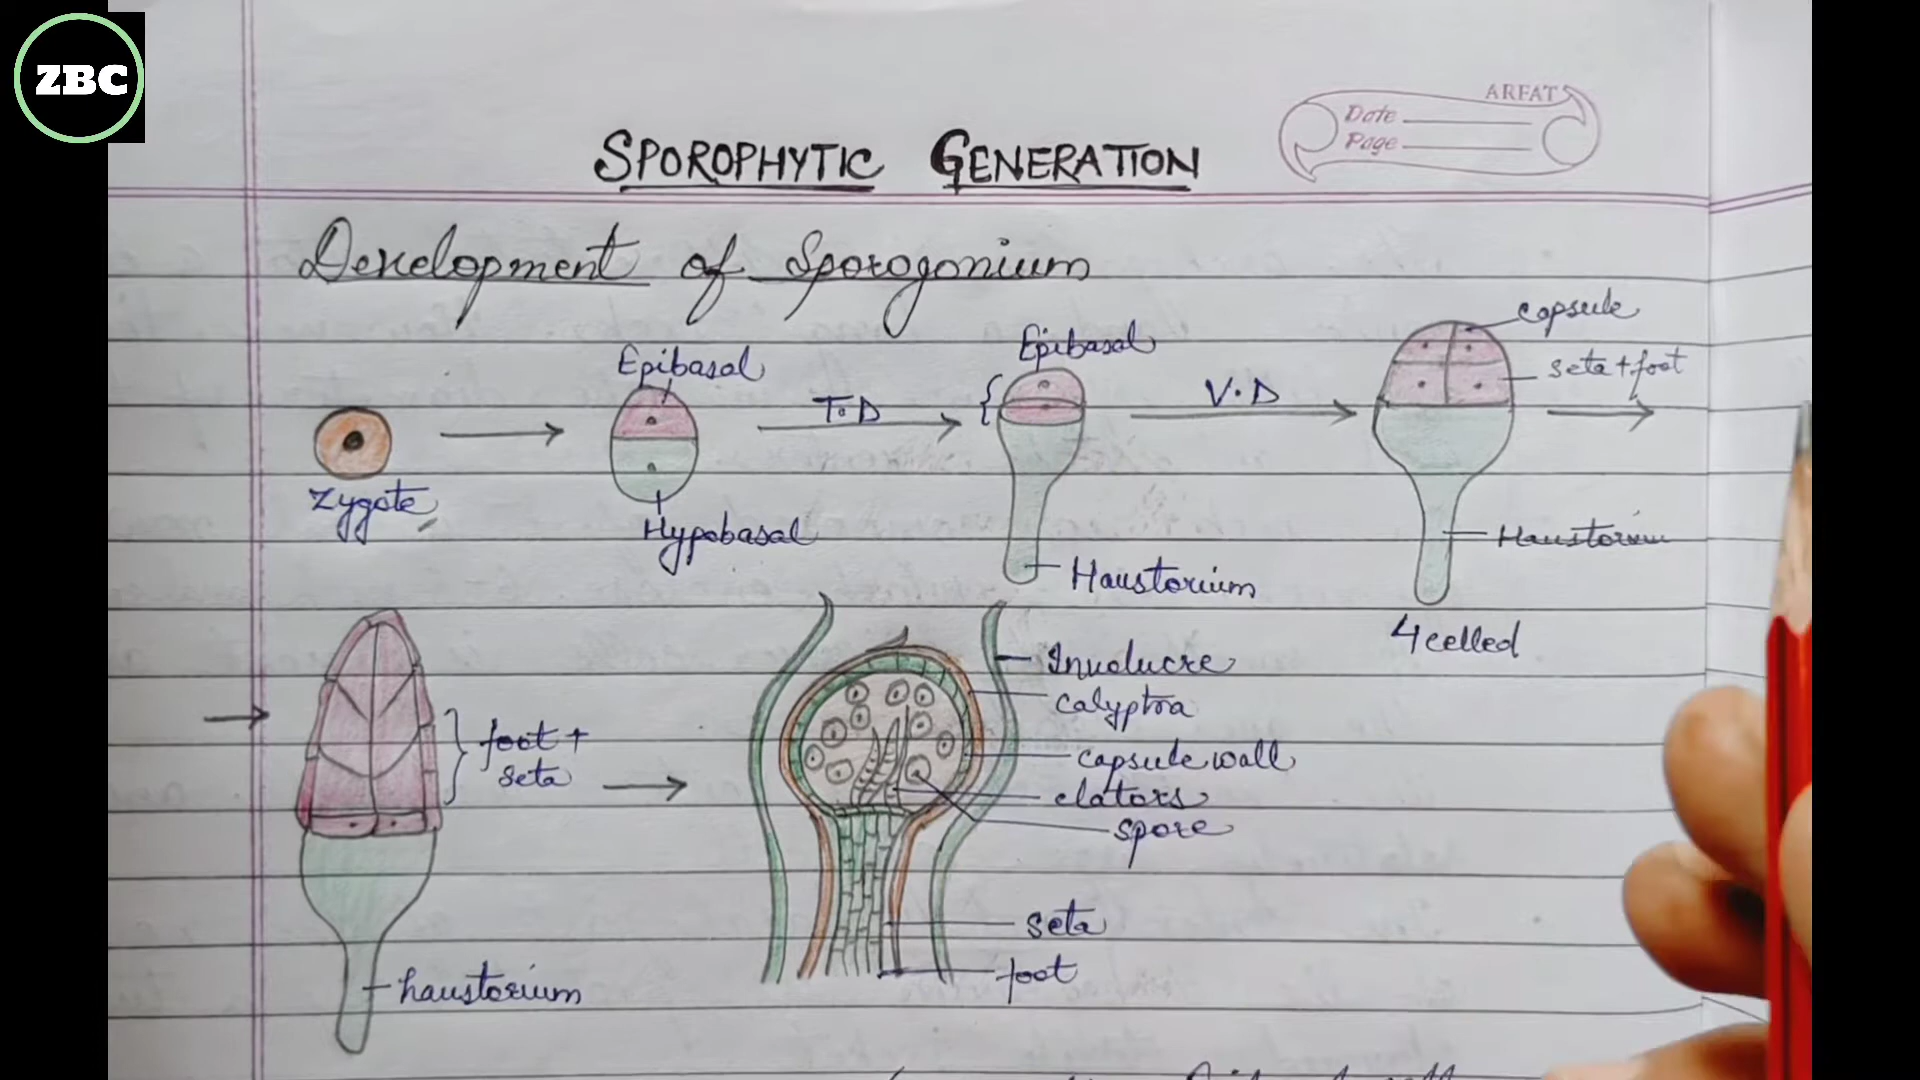 ZBC
ARFAT
Date
Page
SPOROPHYTIC GENERATION
Development of Sporogonium
Zygote
Epibasal
Hypobasal
T.D
Epibasal
Haustorium
V.D
capsule
seta + foot
Haustorium
4 celled
foot +
seta
haustorium
Involucre
calyptra
capsule wall
elators
spore
seta
foot